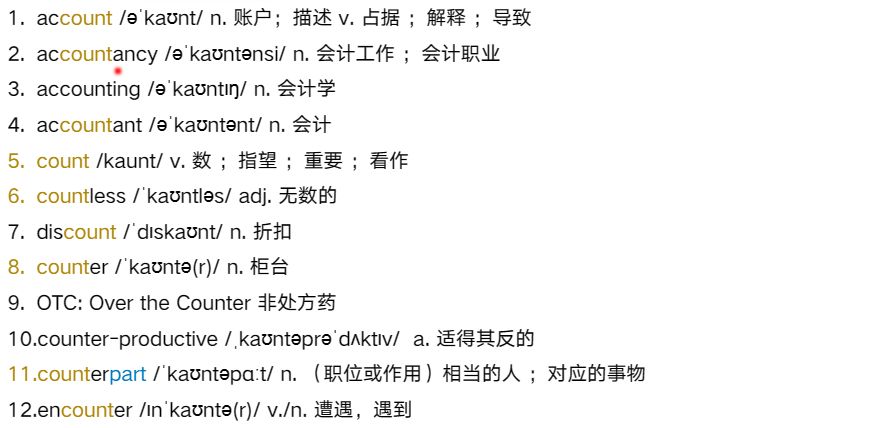 1. account /əˈkaʊnt/ n. 账户；描述 v. 占据 ；解释 ；导致
2. accountancy /əˈkaʊntənsi/ n. 会计工作 ；会计职业
3. accounting /əˈkaʊntɪŋ/ n. 会计学
4. accountant /əˈkaʊntənt/ n. 会计
5. count /kaunt/ v. 数 ；指望 ；重要 ；看作
6. countless /ˈkaʊntləs/ adj. 无数的
7. discount /ˈdɪskaʊnt/ n. 折扣
8. counter /ˈkaʊntə(r)/ n. 柜台
9. OTC: Over the Counter 非处方药
10.counter-productive /ˌkaʊntəprəˈdʌktɪv/ a. 适得其反的
11.counterpart /ˈkaʊntəpɑːt/ n. （职位或作用）相当的人 ；对应的事物
12.encounter /ɪnˈkaʊntə(r)/ v./n. 遭遇，遇到